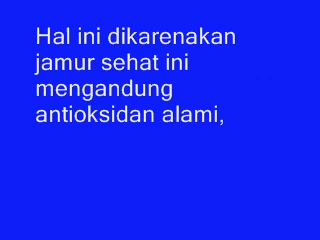 Hal ini dikarenakan
jamur sehat ini
mengandung
antioksidan alami,